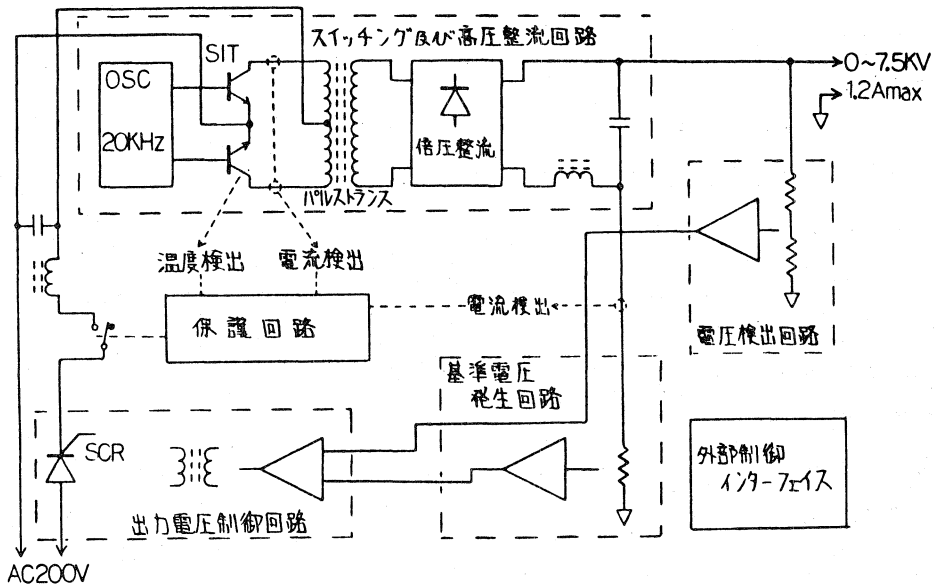 スイッチング及び高圧整流回路
SIT
OSC
20KHz
倍圧整流
パルストランス
0~7.5KV
1.2Amax
温度検出
電流検出
保護回路
電流検出
電圧検出回路
基準電圧
発生回路
SCR
出力電圧制御回路
外部制御
インターフェイス
AC200V